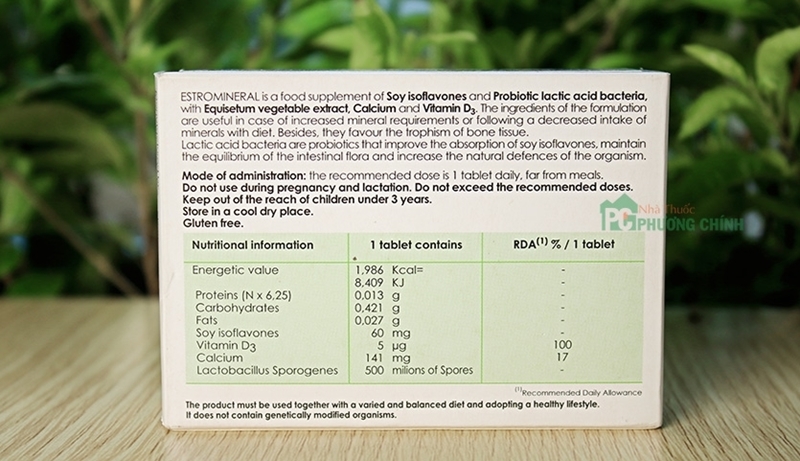 ESTROMINERAL is a food supplement of Soy isoflavones and Probiotic lactic acid bacteria,
with Equisetum vegetable extract, Calcium and Vitamin D3. The ingredients of the formulation
are useful in case of increased mineral requirements or following a decreased intake of
minerals with diet. Besides, they favour the trophism of bone tissue.
Lactic acid bacteria are probiotics that improve the absorption of soy isoflavones, maintain
the equilibrium of the intestinal flora and increase the natural defences of the organism.
Mode of administration: the recommended dose is 1 tablet daily, far from meals.
Do not use during pregnancy and lactation. Do not exceed the recommended doses.
Keep out of the reach of children under 3 years.
Store in a cool dry place.
Gluten free.
Nhà Thuốc
PHƯƠNG CHÍNH
PC
Nutritional information 1 tablet contains RDA(1) % / 1 tablet
Energetic value 1,986 Kcal= -
8,409 KJ -
Proteins (N x 6,25) 0,013 g -
Carbohydrates 0,421 g -
Fats 0,027 g -
Soy isoflavones 60 mg -
Vitamin D3 5 µg 100
Calcium 141 mg 17
Lactobacillus Sporogenes 500 milions of Spores -
(1)Recommended Daily Allowance
The product must be used together with a varied and balanced diet and adopting a healthy lifestyle.
It does not contain genetically modified organisms.